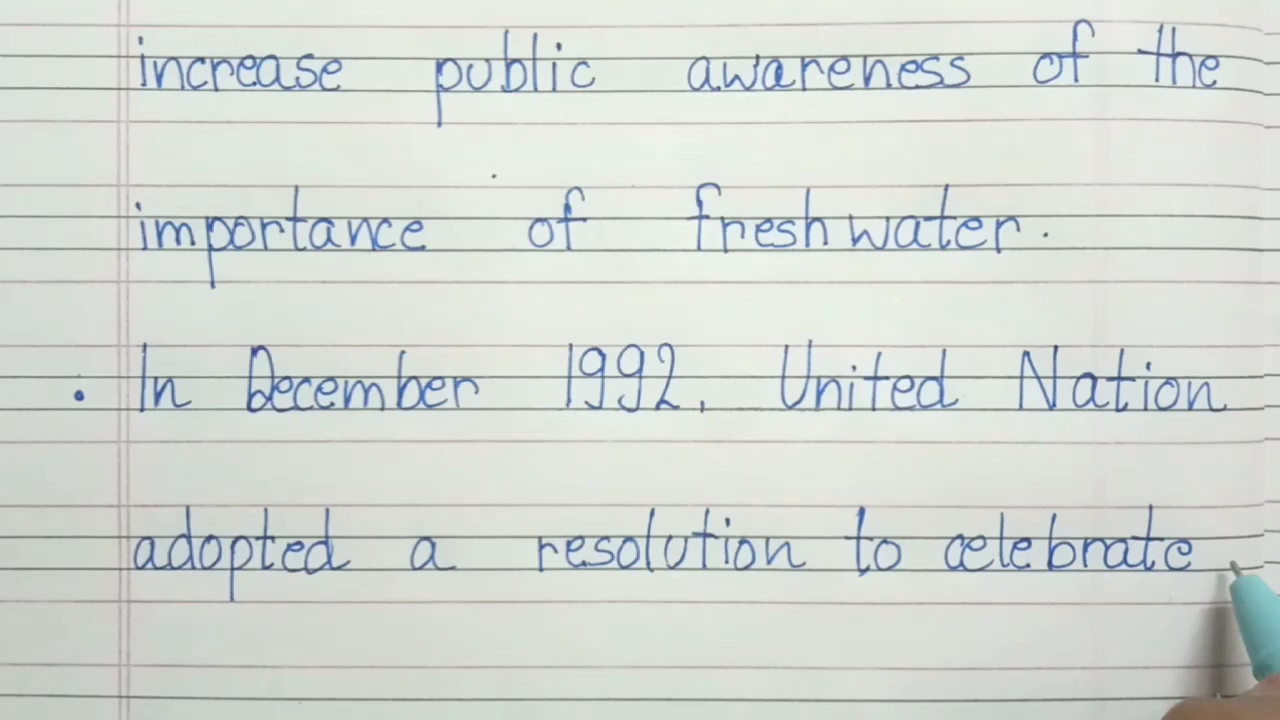 increase public awareness of the
importance of freshwater.
• In December 1992, United Nation
adopted a resolution to celebrate